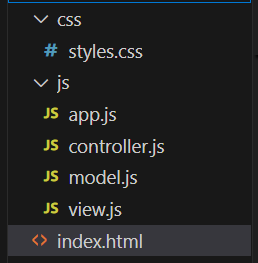 css
# styles.css
js
JS app.js
JS controller.js
JS model.js
JS view.js
<> index.html